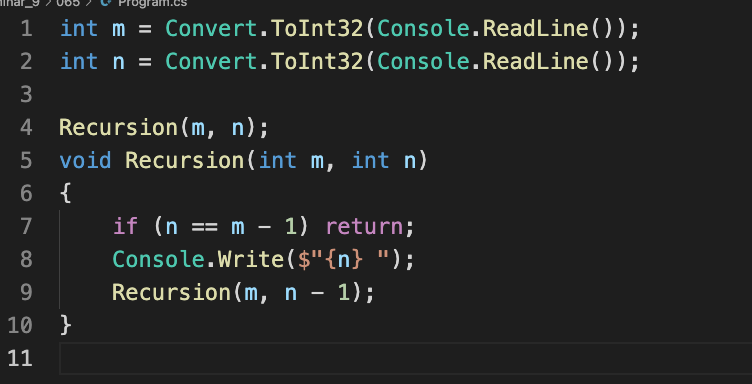 065 > Program.cs
1 int m = Convert.ToInt32(Console.ReadLine());
2 int n = Convert.ToInt32(Console.ReadLine());
3
4 Recursion(m, n);
5 void Recursion(int m, int n)
6 {
7 if (n == m - 1) return;
8 Console.Write($"{n} ");
9 Recursion(m, n - 1);
10 }
11